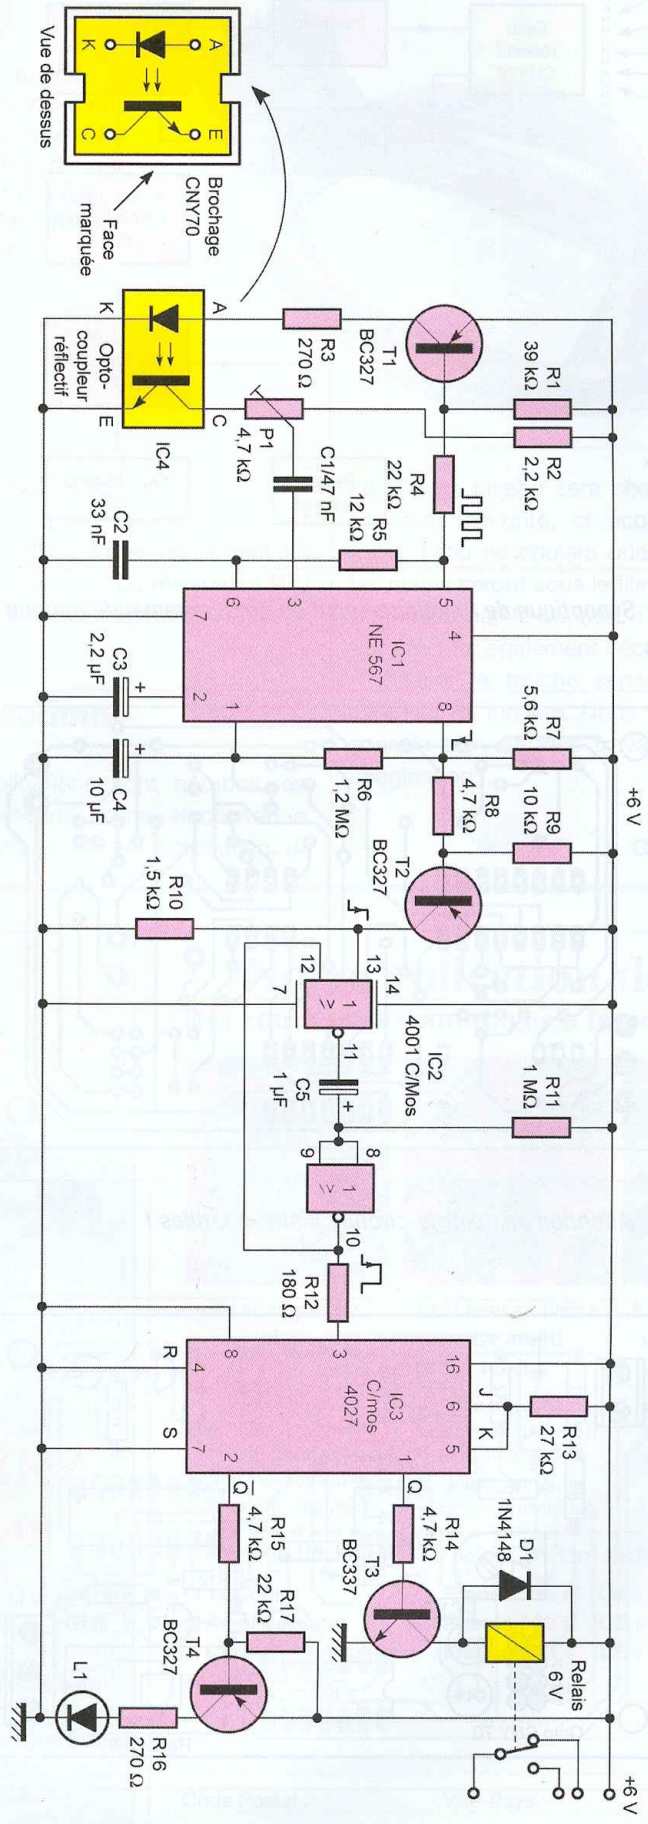 +6 V
+6 V
A
K
E
C
Vue de dessus
Brochage
CNY70
Face
marquée
A
K
C
E
Opto-
coupleur
réflectif
IC4
R3
270 Ω
T1
BC327
R1
39 kΩ
R2
2,2 kΩ
P1
4,7 kΩ
R4
22 kΩ
C1/47 nF
R5
12 kΩ
C2
33 nF
IC1
NE 567
5
4
8
3
6
7
2
1
C3
2,2 µF
+
C4
10 µF
+
R6
1,2 MΩ
R7
5,6 kΩ
R8
4,7 kΩ
R9
10 kΩ
T2
BC327
R10
1,5 kΩ
14
13
12
7
≥
1
11
IC2
4001 C/Mos
C5
1 µF
+
R11
1 MΩ
8
9
1
10
R12
180 Ω
IC3
C/mos
4027
16
6
5
1
3
8
4
7
2
J
K
R
S
Q
Q̅
R13
27 kΩ
R14
4,7 kΩ
R15
4,7 kΩ
T3
BC337
D1
1N4148
Relais
6 V
R17
22 kΩ
T4
BC327
R16
270 Ω
L1